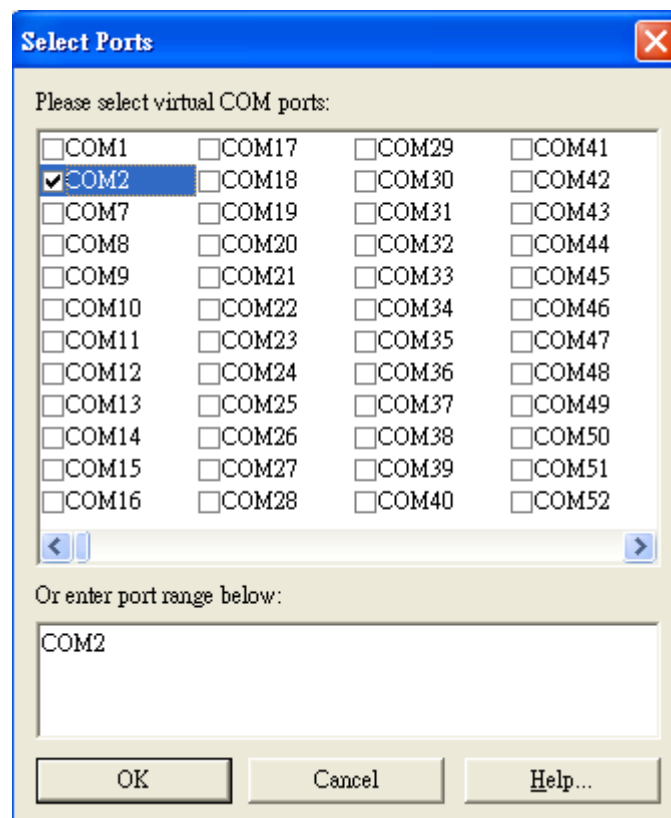 Select Ports
Please select virtual COM ports:
COM1 COM17 COM29 COM41
COM2 COM18 COM30 COM42
COM7 COM19 COM31 COM43
COM8 COM20 COM32 COM44
COM9 COM21 COM33 COM45
COM10 COM22 COM34 COM46
COM11 COM23 COM35 COM47
COM12 COM24 COM36 COM48
COM13 COM25 COM37 COM49
COM14 COM26 COM38 COM50
COM15 COM27 COM39 COM51
COM16 COM28 COM40 COM52
Or enter port range below:
COM2
OK Cancel Help...